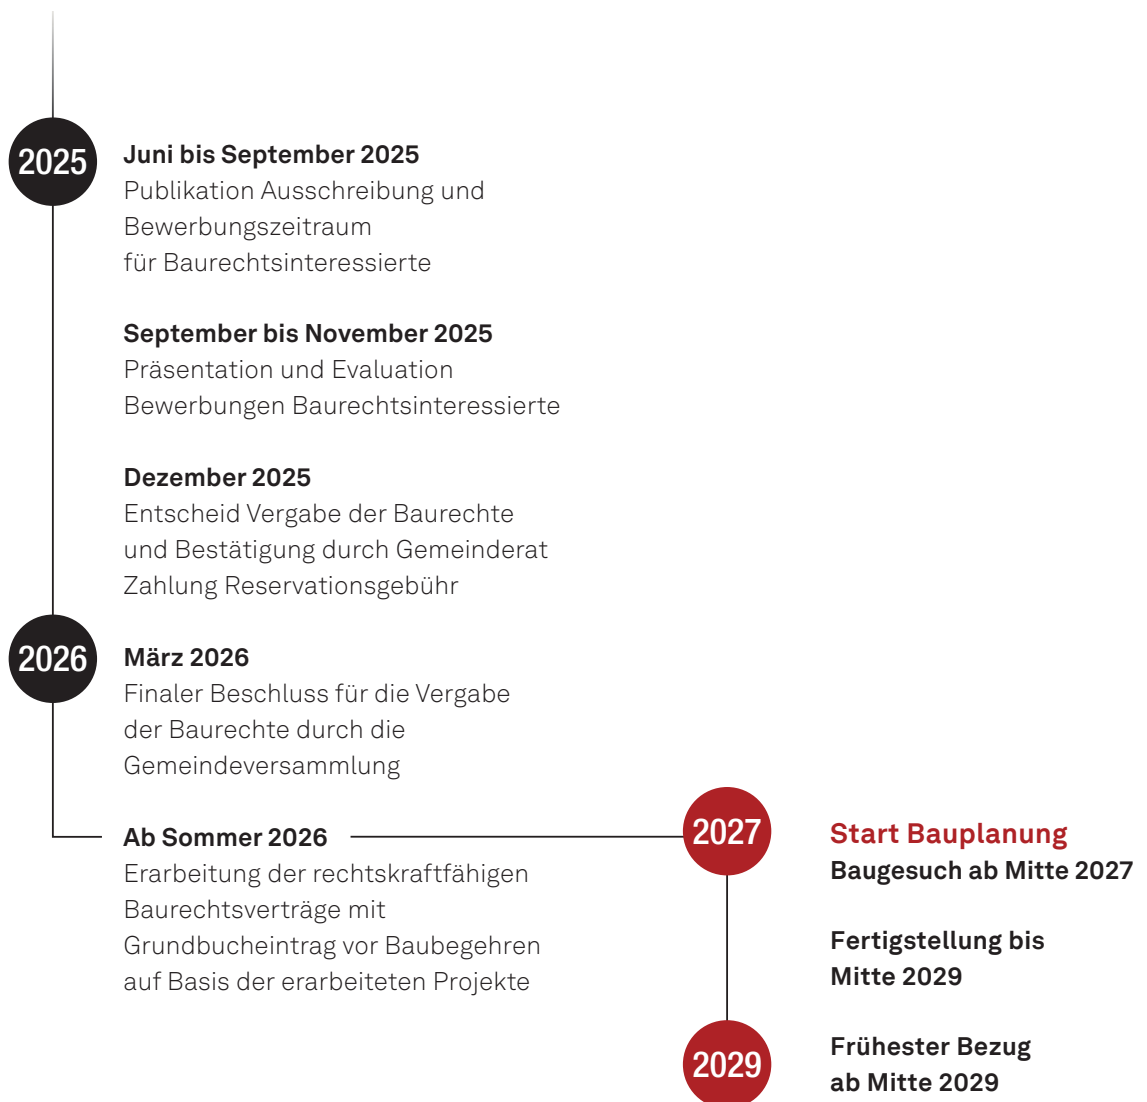 2025
Juni bis September 2025
Publikation Ausschreibung und
Bewerbungszeitraum
für Baurechtsinteressierte
September bis November 2025
Präsentation und Evaluation
Bewerbungen Baurechtsinteressierte
Dezember 2025
Entscheid Vergabe der Baurechte
und Bestätigung durch Gemeinderat
Zahlung Reservationsgebühr
2026
März 2026
Finaler Beschluss für die Vergabe
der Baurechte durch die
Gemeindeversammlung
Ab Sommer 2026
Erarbeitung der rechtskraftfähigen
Baurechtsverträge mit
Grundbucheintrag vor Baubegehren
auf Basis der erarbeiteten Projekte
2027
Start Bauplanung
Baugesuch ab Mitte 2027
Fertigstellung bis
Mitte 2029
2029
Frühester Bezug
ab Mitte 2029